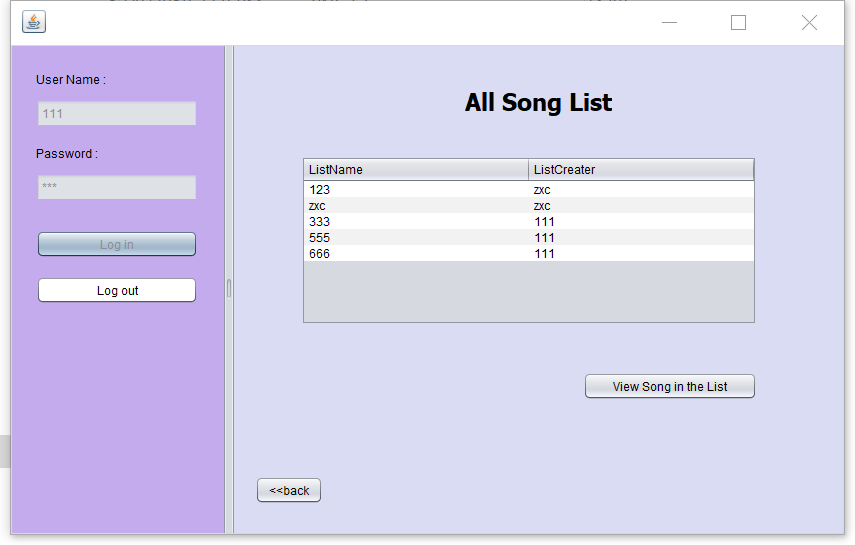 User Name :
111
Password :
***
Log in
Log out
All Song List
ListName ListCreater
123 zxc
zxc zxc
333 111
555 111
666 111
View Song in the List
<<back